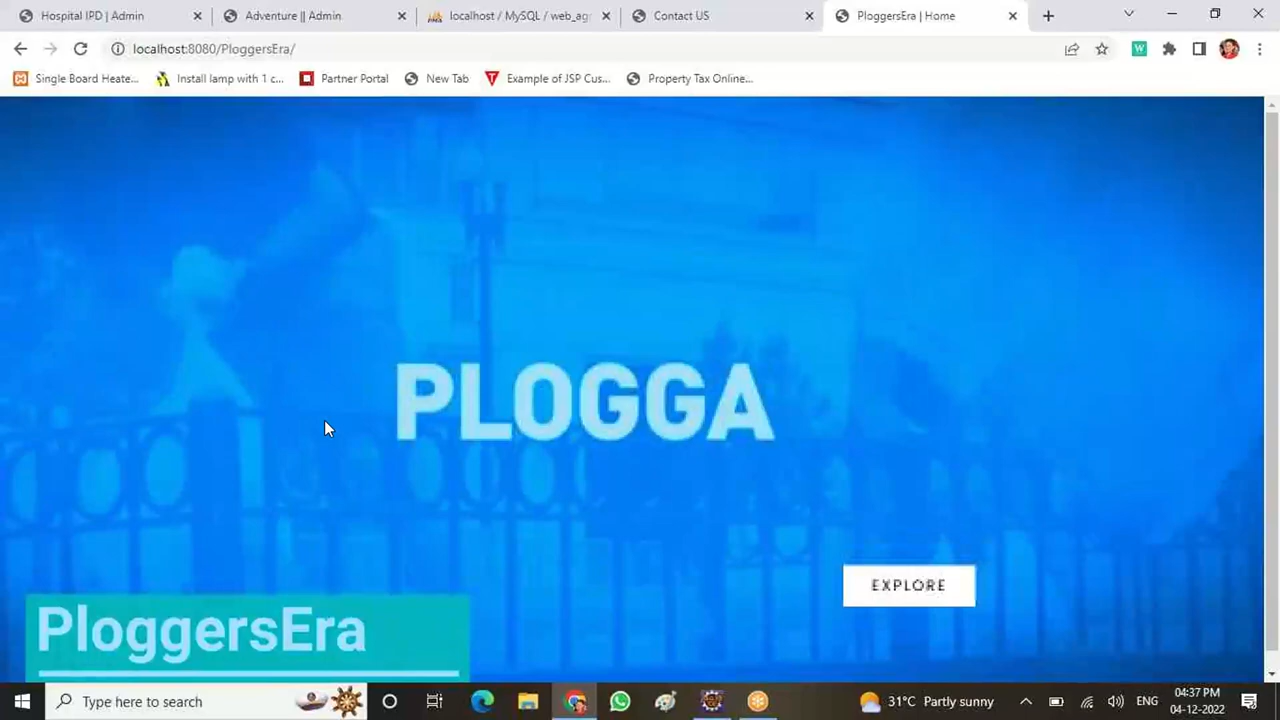 Hospital IPD | Admin
Adventure || Admin
localhost / MySQL / web_ag
Contact US
PloggersEra | Home
localhost:8080/PloggersEra/
Single Board Heate...
Install lamp with 1 c...
Partner Portal
New Tab
Example of JSP Cus...
Property Tax Online...
PLOGGA
EXPLORE
PloggersEra
Type here to search
31°C Partly sunny
ENG
04:37 PM
04-12-2022